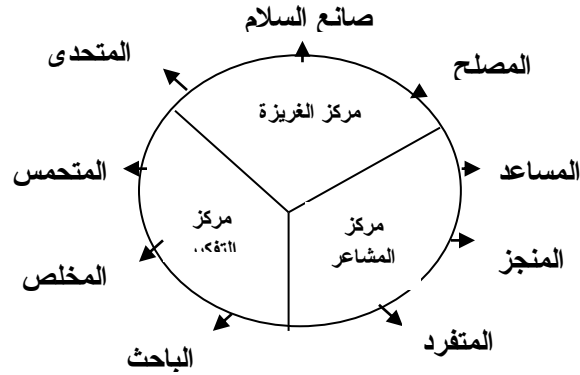 صانع السلام
المصلح
المتحدى
مركز الغريزة
المساعد
المتحمس
مركز
المشاعر
مركز
المنجز
المخلص
المتفرد
الباحث